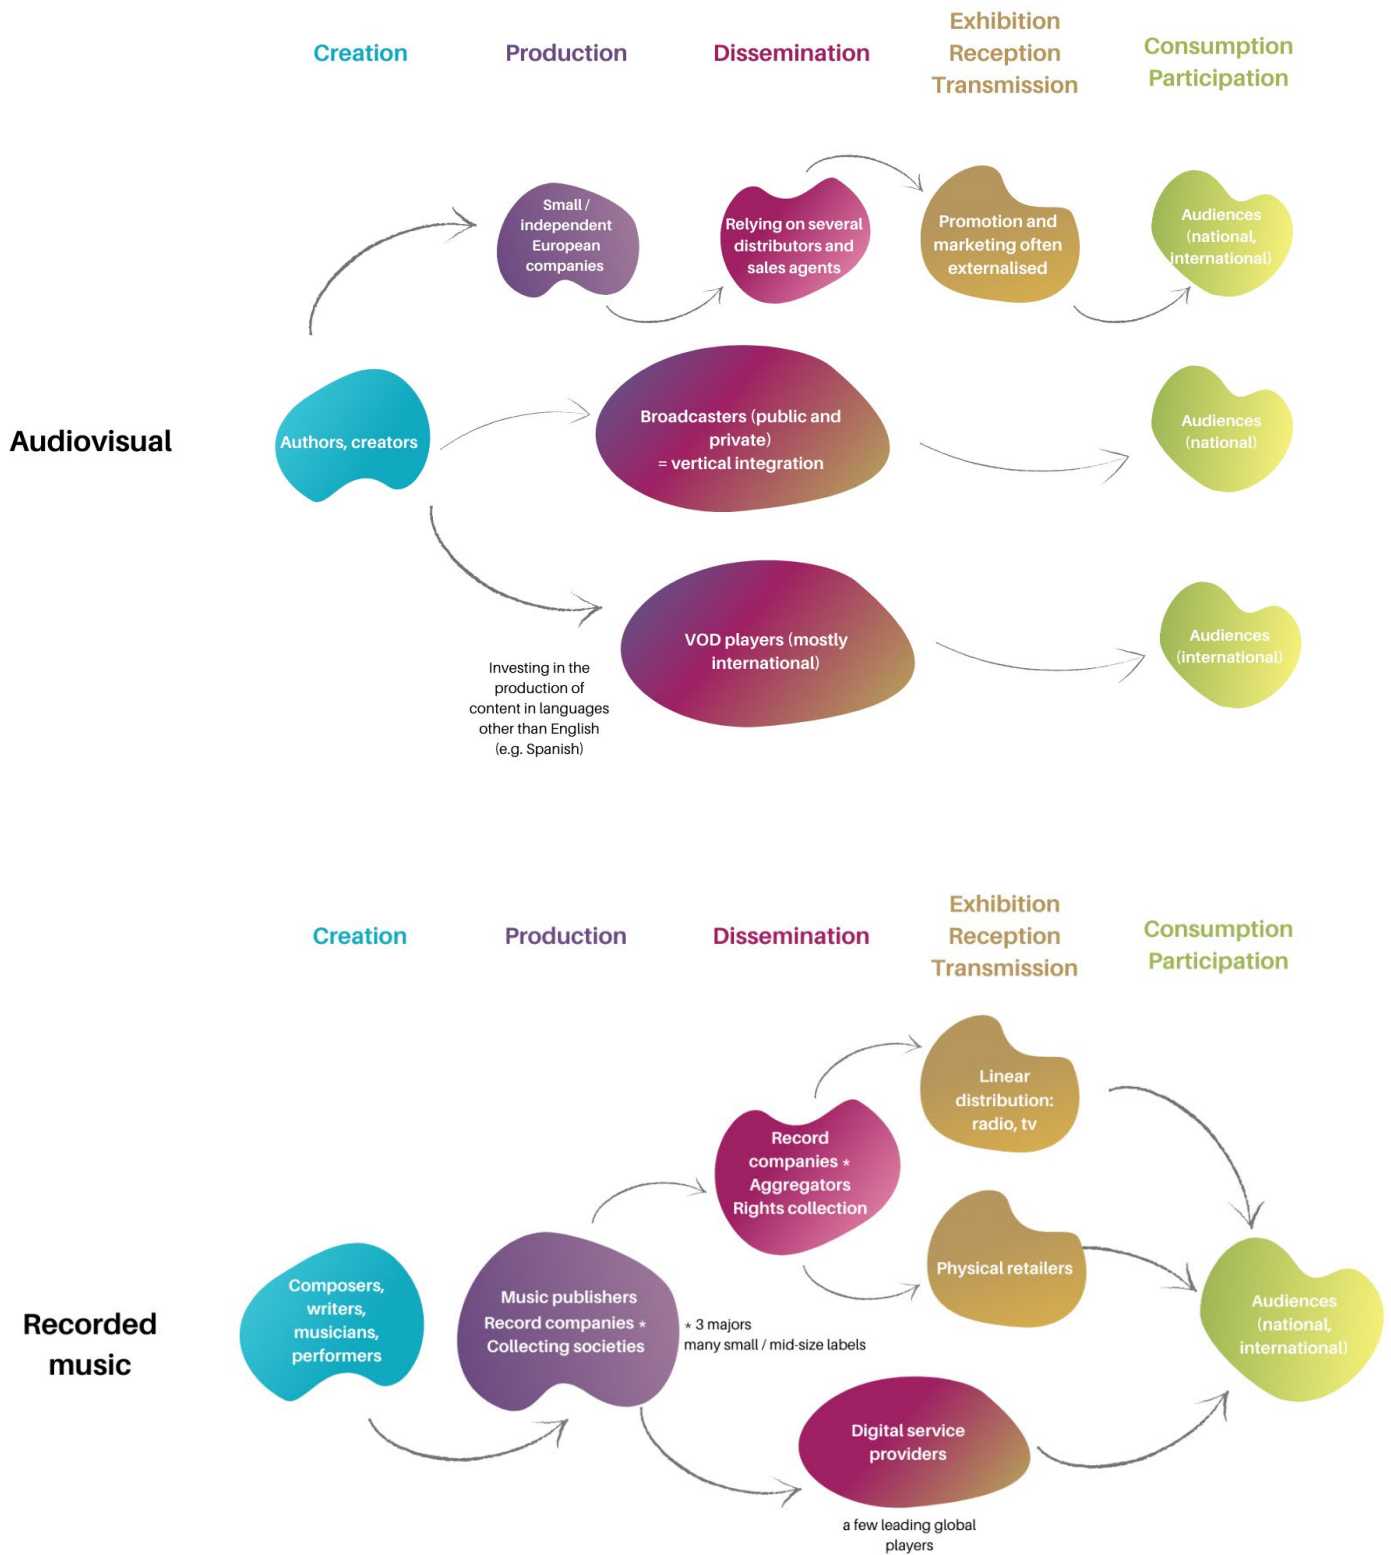 Creation
Production
Dissemination
Exhibition
Reception
Transmission
Consumption
Participation
Audiovisual
Authors, creators
Small /
independent
European
companies
Relying on several
distributors and
sales agents
Promotion and
marketing often
externalised
Audiences
(national,
international)
Broadcasters (public and
private)
= vertical integration
Audiences
(national)
Investing in the
production of
content in languages
other than English
(e.g. Spanish)
VOD players (mostly
international)
Audiences
(international)
Creation
Production
Dissemination
Exhibition
Reception
Transmission
Consumption
Participation
Recorded
music
Composers,
writers,
musicians,
performers
Music publishers
Record companies *
Collecting societies
* 3 majors
many small / mid-size labels
Record
companies *
Aggregators
Rights collection
Linear
distribution:
radio, tv
Physical retailers
Digital service
providers
a few leading global
players
Audiences
(national,
international)